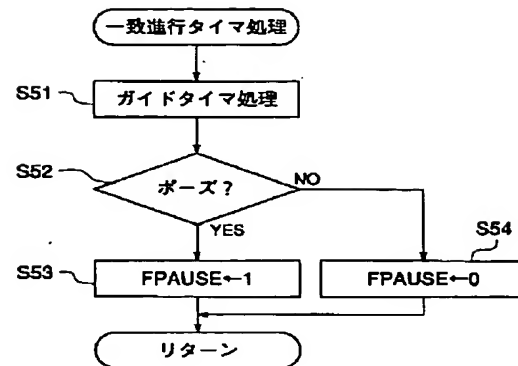 一致進行タイマ処理
S51
ガイドタイマ処理
S52
ポーズ？
NO
YES
S54
S53
FPAUSE←1
FPAUSE←0
リターン